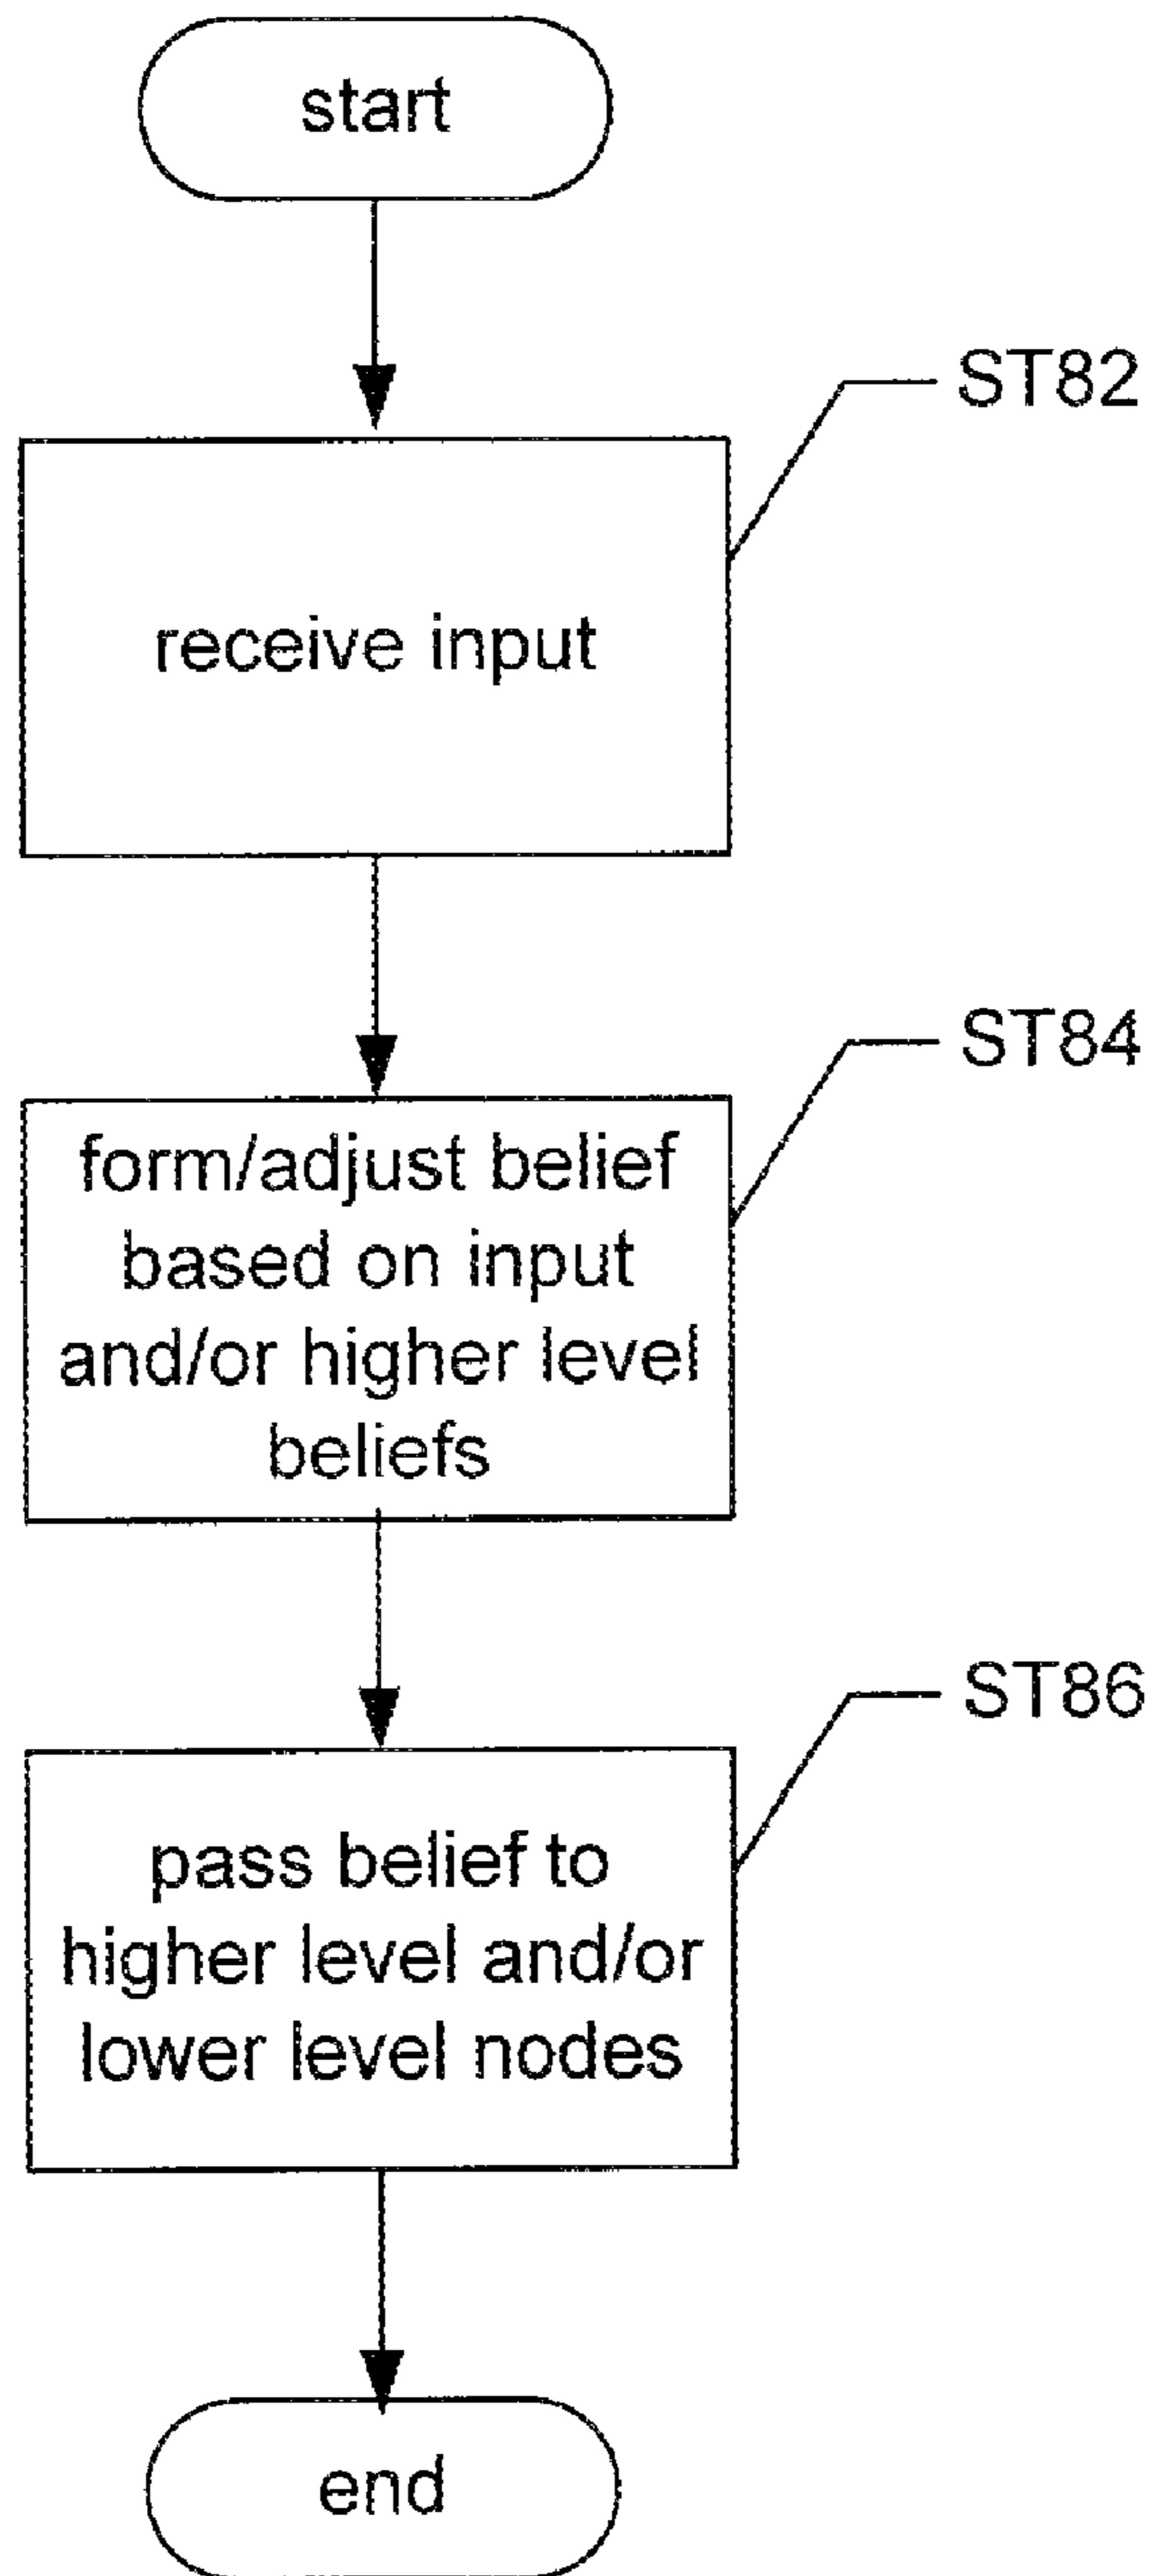 start
ST82
receive input
ST84
form/adjust belief
based on input
and/or higher level
beliefs
ST86
pass belief to
higher level and/or
lower level nodes
end